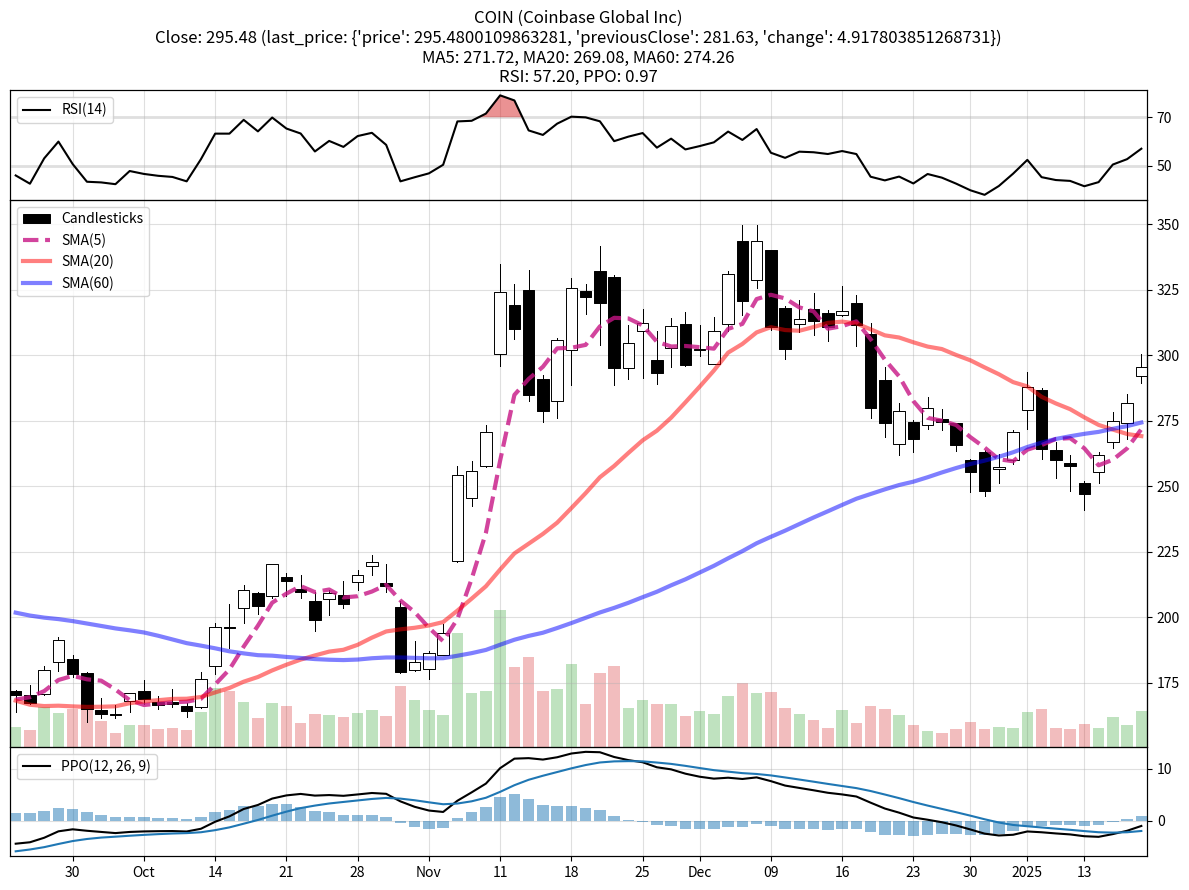 COIN (Coinbase Global Inc)
Close: 295.48 (last_price: {'price': 295.4800109863281, 'previousClose': 281.63, 'change': 4.917803851268731})
MA5: 271.72, MA20: 269.08, MA60: 274.26
RSI: 57.20, PPO: 0.97
RSI(14)
70
50
Candlesticks
SMA(5)
SMA(20)
SMA(60)
350
325
300
275
250
225
200
175
PPO(12, 26, 9)
10
0
30 Oct 14 21 28 Nov 11 18 25 Dec 09 16 23 30 2025 13